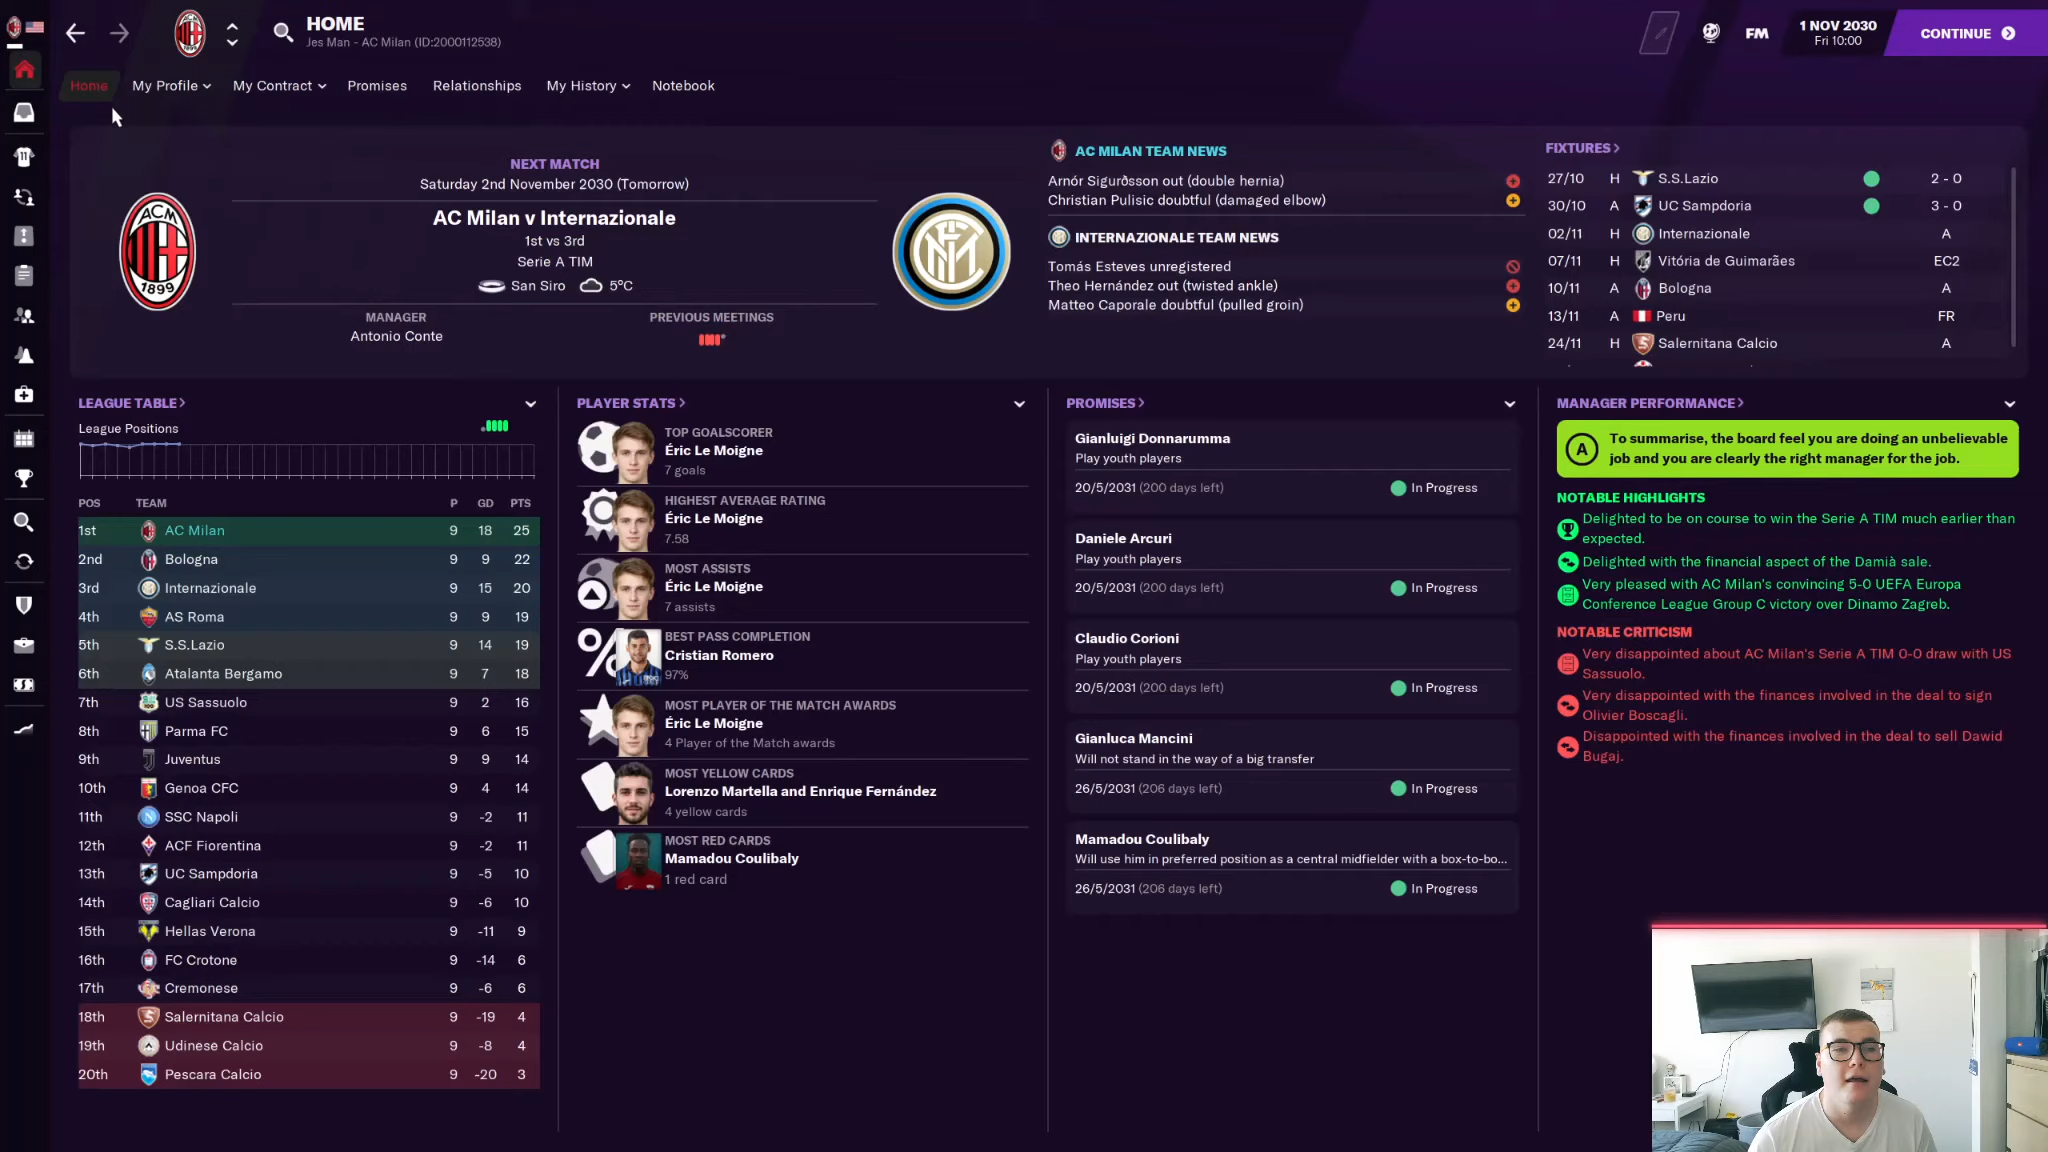 HOME
Jes Man - AC Milan (ID:2000112538)
FM
1 NOV 2030
Fri 10:00
CONTINUE
Home
My Profile
My Contract
Promises
Relationships
My History
Notebook
NEXT MATCH
Saturday 2nd November 2030 (Tomorrow)
AC Milan v Internazionale
1st vs 3rd
Serie A TIM
San Siro 5°C
MANAGER
Antonio Conte
PREVIOUS MEETINGS
ACM
1899
AC MILAN TEAM NEWS
Arnór Sigurðsson out (double hernia)
Christian Pulisic doubtful (damaged elbow)
INTERNAZIONALE TEAM NEWS
Tomás Esteves unregistered
Theo Hernández out (twisted ankle)
Matteo Caporale doubtful (pulled groin)
FIXTURES
27/10 H S.S.Lazio 2 - 0
30/10 A UC Sampdoria 3 - 0
02/11 H Internazionale A
07/11 H Vitória de Guimarães EC2
10/11 A Bologna A
13/11 A Peru FR
24/11 H Salernitana Calcio A
LEAGUE TABLE
League Positions
POS TEAM P GD PTS
1st AC Milan 9 18 25
2nd Bologna 9 9 22
3rd Internazionale 9 15 20
4th AS Roma 9 9 19
5th S.S.Lazio 9 14 19
6th Atalanta Bergamo 9 7 18
7th US Sassuolo 9 2 16
8th Parma FC 9 6 15
9th Juventus 9 9 14
10th Genoa CFC 9 4 14
11th SSC Napoli 9 -2 11
12th ACF Fiorentina 9 -2 11
13th UC Sampdoria 9 -5 10
14th Cagliari Calcio 9 -6 10
15th Hellas Verona 9 -11 9
16th FC Crotone 9 -14 6
17th Cremonese 9 -6 6
18th Salernitana Calcio 9 -19 4
19th Udinese Calcio 9 -8 4
20th Pescara Calcio 9 -20 3
PLAYER STATS
TOP GOALSCORER
Éric Le Moigne
7 goals
HIGHEST AVERAGE RATING
Éric Le Moigne
7.58
MOST ASSISTS
Éric Le Moigne
7 assists
BEST PASS COMPLETION
Cristian Romero
97%
MOST PLAYER OF THE MATCH AWARDS
Éric Le Moigne
4 Player of the Match awards
MOST YELLOW CARDS
Lorenzo Martella and Enrique Fernández
4 yellow cards
MOST RED CARDS
Mamadou Coulibaly
1 red card
PROMISES
Gianluigi Donnarumma
Play youth players
20/5/2031 (200 days left) In Progress
Daniele Arcuri
Play youth players
20/5/2031 (200 days left) In Progress
Claudio Corioni
Play youth players
20/5/2031 (200 days left) In Progress
Gianluca Mancini
Will not stand in the way of a big transfer
26/5/2031 (206 days left) In Progress
Mamadou Coulibaly
Will use him in preferred position as a central midfielder with a box-to-bo...
26/5/2031 (206 days left) In Progress
MANAGER PERFORMANCE
A
To summarise, the board feel you are doing an unbelievable
job and you are clearly the right manager for the job.
NOTABLE HIGHLIGHTS
Delighted to be on course to win the Serie A TIM much earlier than
expected.
Delighted with the financial aspect of the Damià sale.
Very pleased with AC Milan's convincing 5-0 UEFA Europa
Conference League Group C victory over Dinamo Zagreb.
NOTABLE CRITICISM
Very disappointed about AC Milan's Serie A TIM 0-0 draw with US
Sassuolo.
Very disappointed with the finances involved in the deal to sign
Olivier Boscagli.
Disappointed with the finances involved in the deal to sell Dawid
Bugaj.